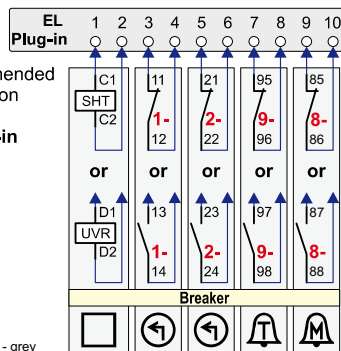 EL 1 2 3 4 5 6 7 8 9 10
Plug-in
nended
on
-in
C1 11 21 95 85
SHT
1- 2- 9- 8-
C2 12 22 96 86
or or or or or
D1 13 23 97 87
UVR
1- 2- 9- 8-
D2 14 24 98 88
Breaker
T M
- grey